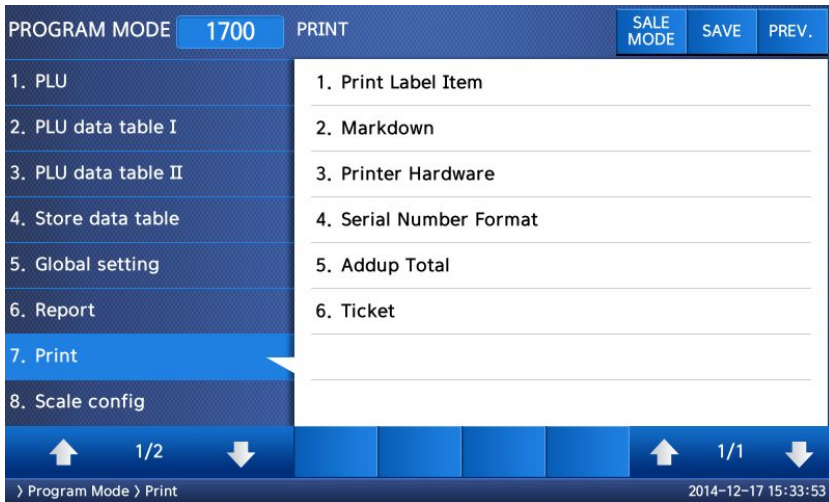 PROGRAM MODE 1700 PRINT SALE MODE SAVE PREV.
1. PLU
2. PLU data table I
3. PLU data table II
4. Store data table
5. Global setting
6. Report
7. Print
8. Scale config
1. Print Label Item
2. Markdown
3. Printer Hardware
4. Serial Number Format
5. Addup Total
6. Ticket
1/2 1/1
> Program Mode > Print 2014-12-17 15:33:53